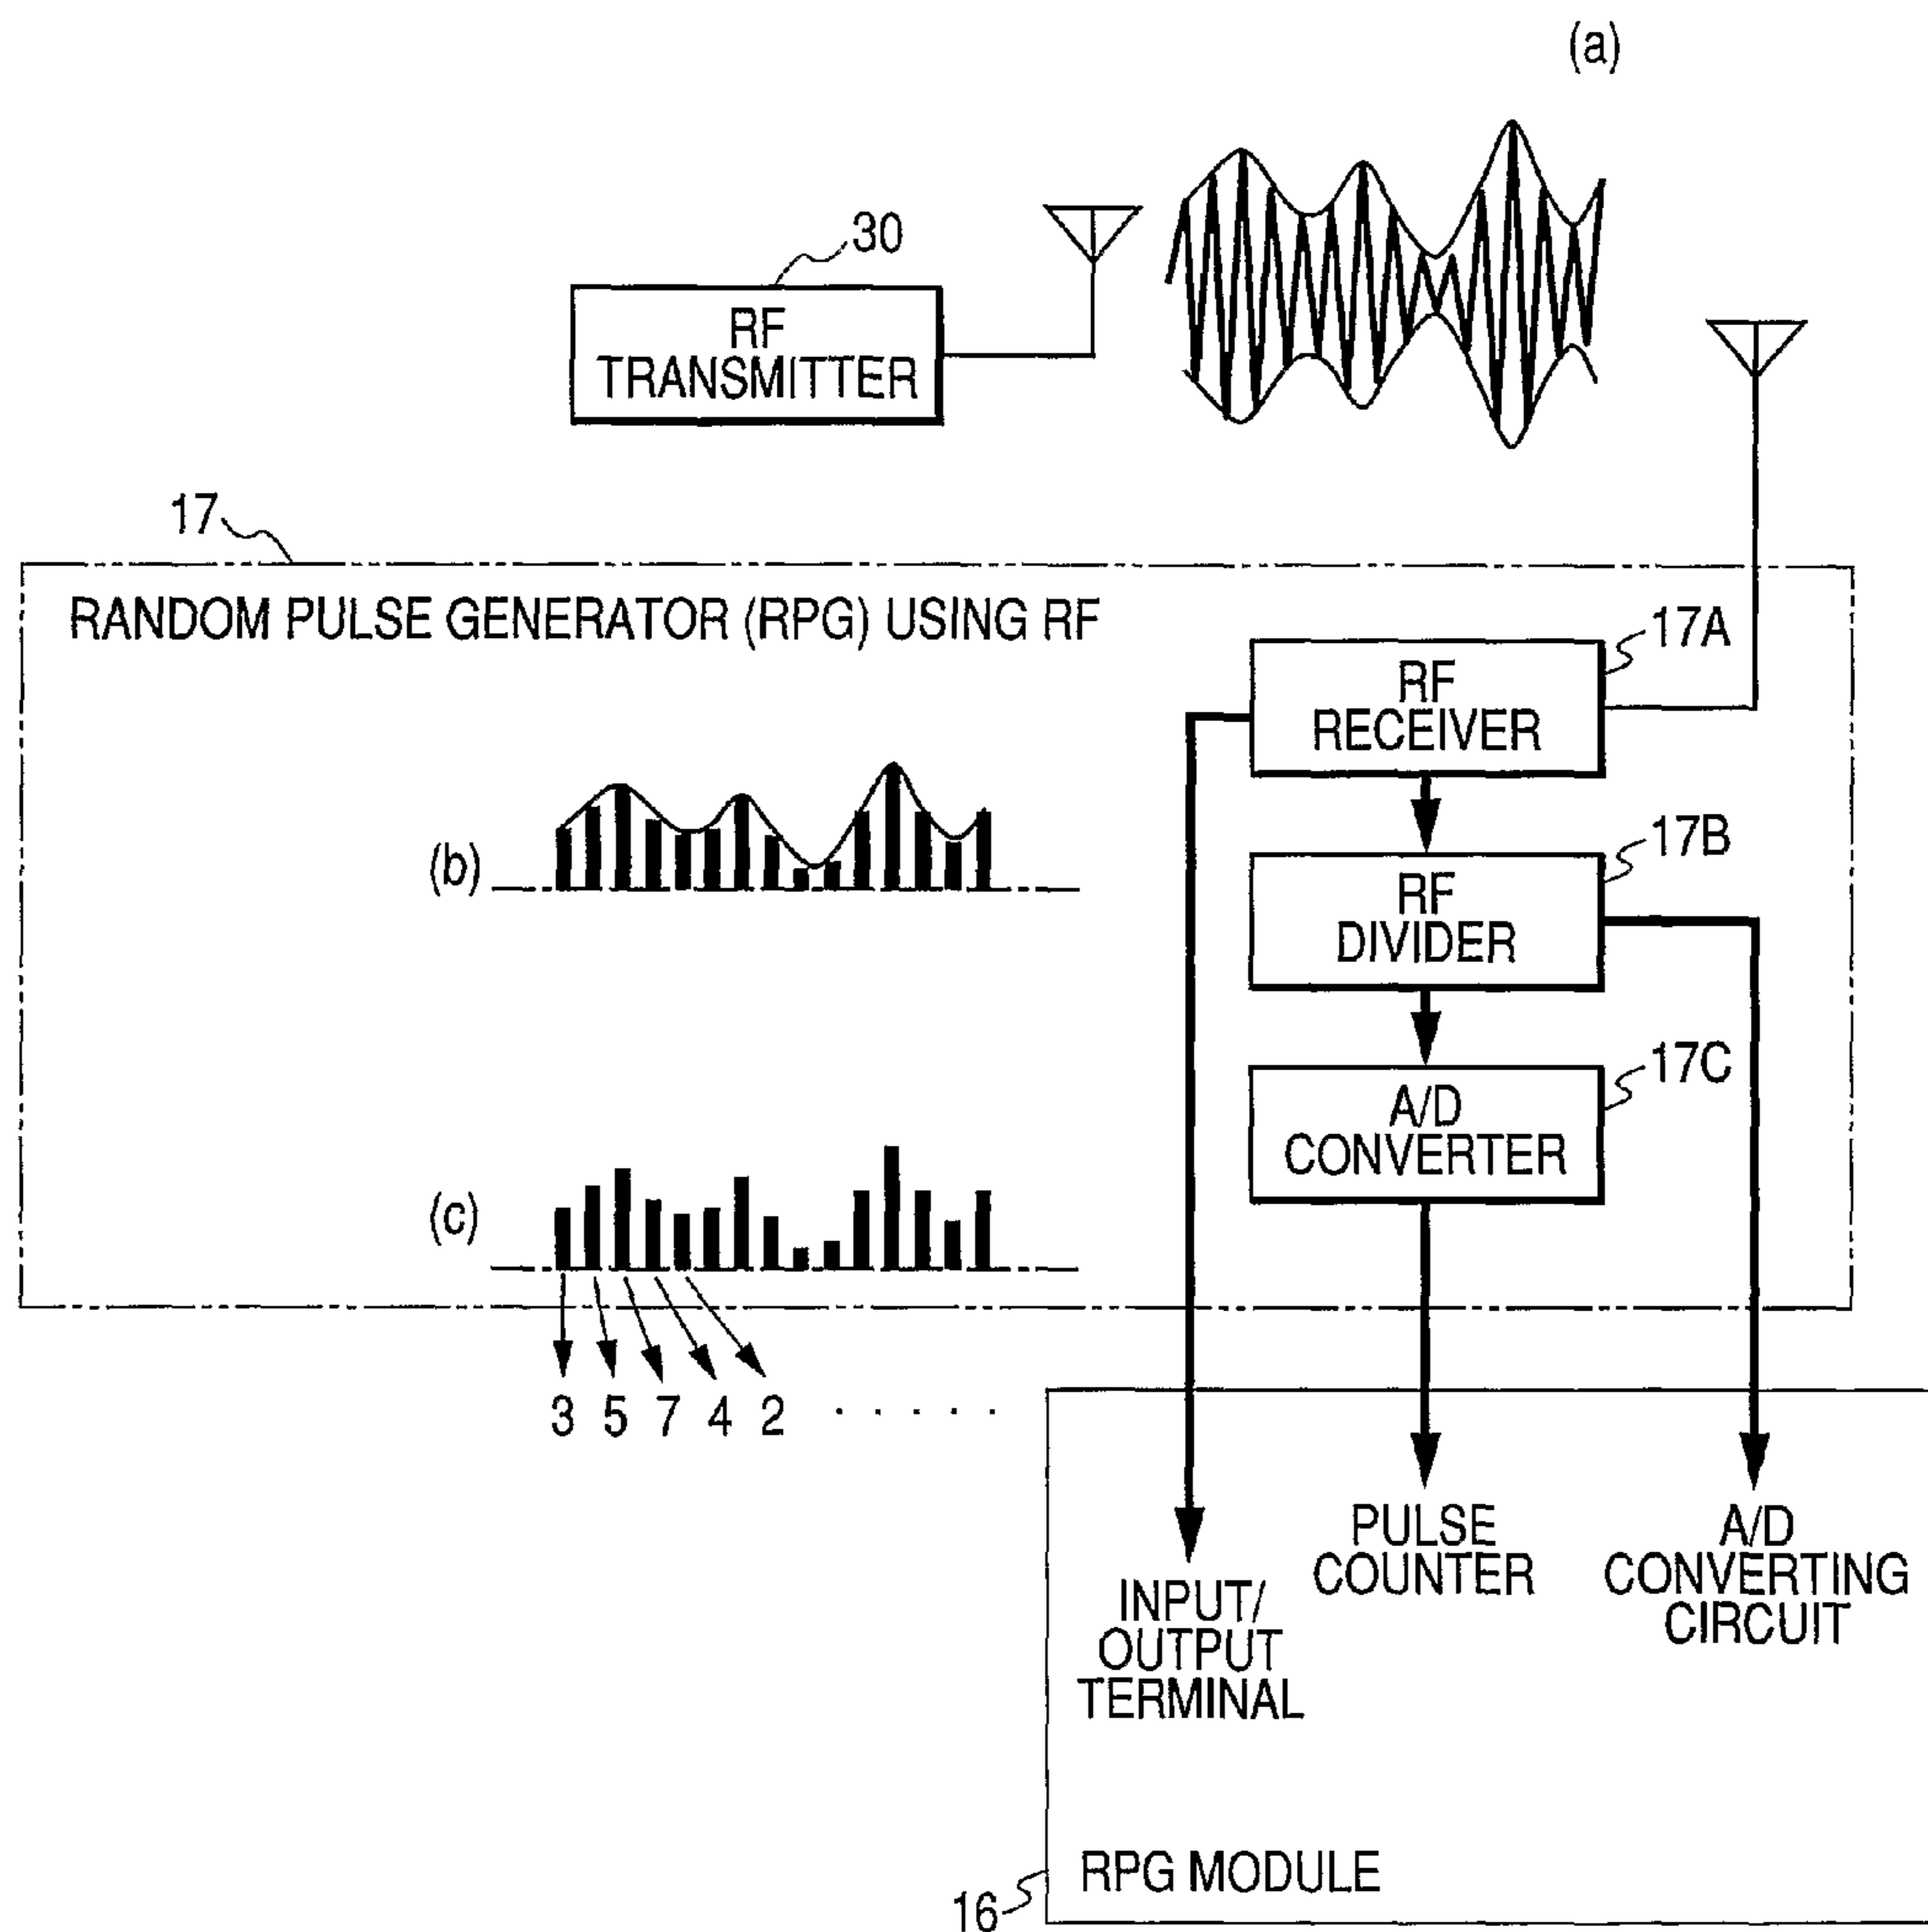 (a)
30
RF
TRANSMITTER
17
RANDOM PULSE GENERATOR (RPG) USING RF
17A
RF
RECEIVER
17B
(b)
RF
DIVIDER
17C
A/D
CONVERTER
(c)
3 5 7 4 2 . . . . .
PULSE
COUNTER
A/D
CONVERTING
CIRCUIT
INPUT/
OUTPUT
TERMINAL
RPG MODULE
16